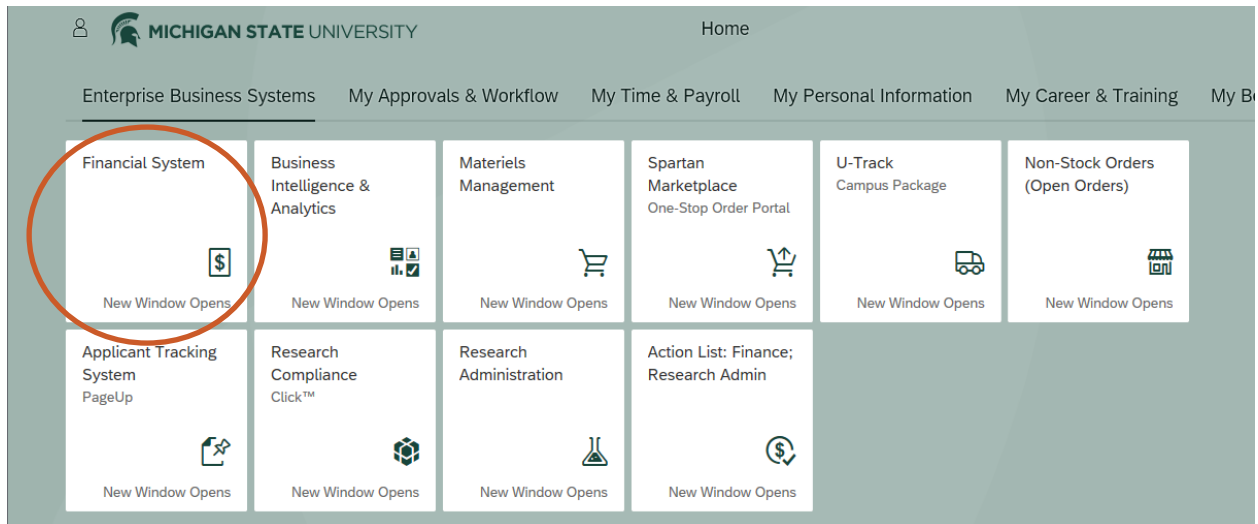 MICHIGAN STATE UNIVERSITY
Home
Enterprise Business Systems
My Approvals & Workflow
My Time & Payroll
My Personal Information
My Career & Training
My Be
Financial System
New Window Opens
Business
Intelligence &
Analytics
New Window Opens
Materiels
Management
New Window Opens
Spartan
Marketplace
One-Stop Order Portal
New Window Opens
U-Track
Campus Package
New Window Opens
Non-Stock Orders
(Open Orders)
New Window Opens
Applicant Tracking
System
PageUp
New Window Opens
Research
Compliance
Click™
New Window Opens
Research
Administration
New Window Opens
Action List: Finance;
Research Admin
New Window Opens